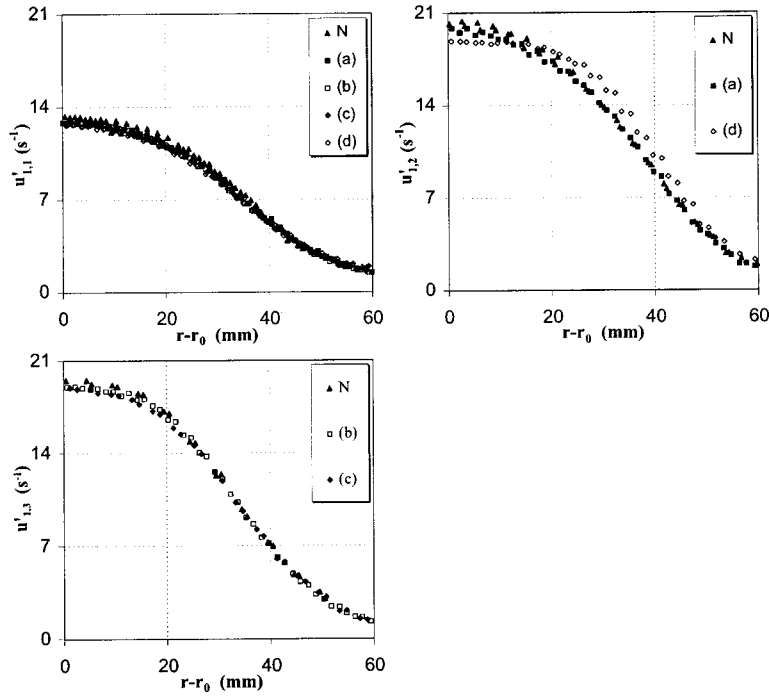 21
14
7
0
u'1,1 (s-1)
0 20 40 60
r-r0 (mm)
N
(a)
(b)
(c)
(d)
21
14
7
0
u'1,2 (s-1)
0 20 40 60
r-r0 (mm)
N
(a)
(d)
21
14
7
0
u'1,3 (s-1)
0 20 40 60
r-r0 (mm)
N
(b)
(c)